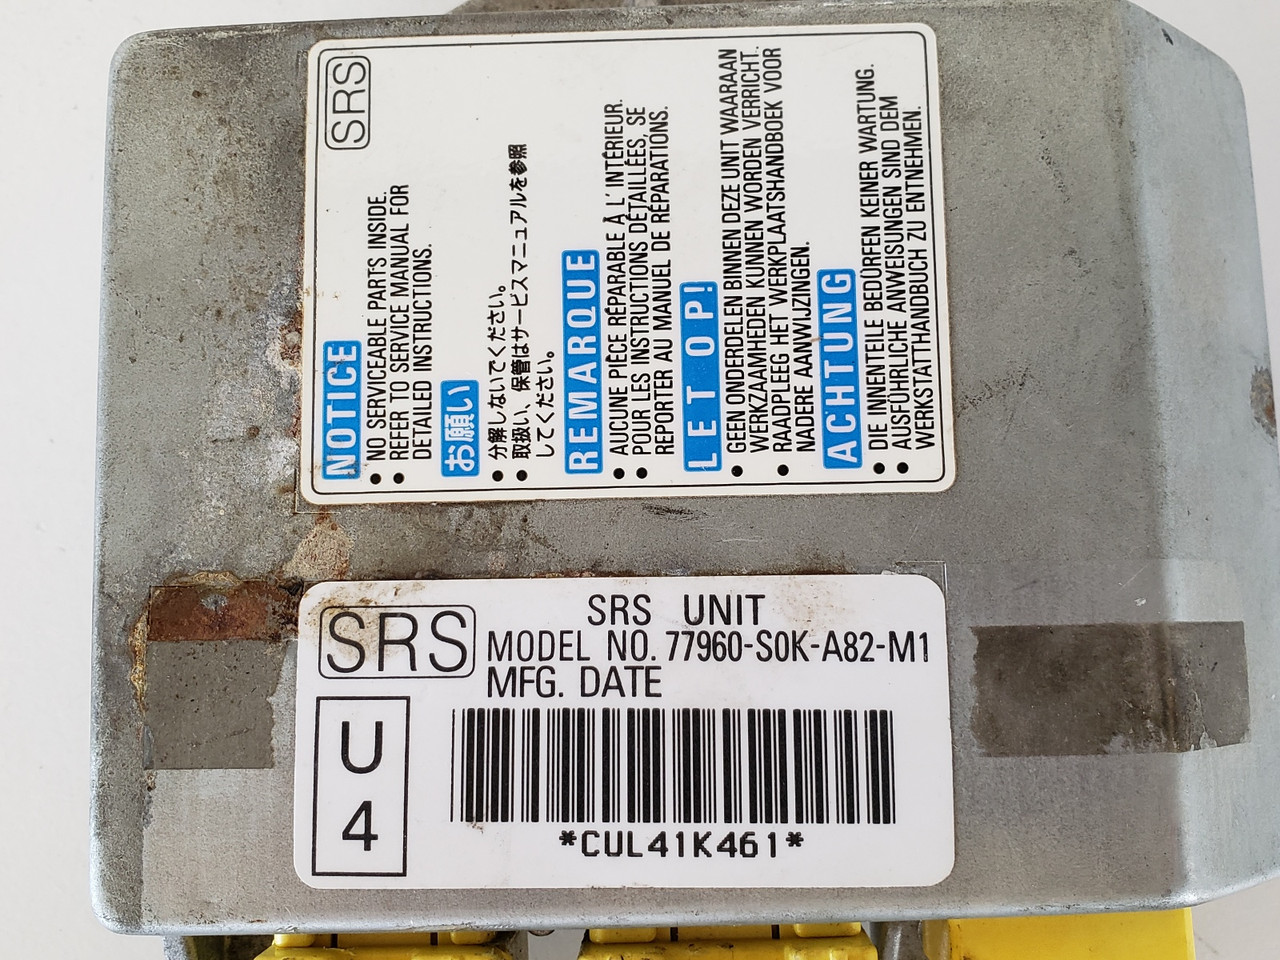 SRS
NOTICE
● NO SERVICEABLE PARTS INSIDE.
● REFER TO SERVICE MANUAL FOR
DETAILED INSTRUCTIONS.
お願い
● 分解しないでください。
● 取扱い、保管はサービスマニュアルを参照
してください。
REMARQUE
● AUCUNE PIÈCE RÉPARABLE À L' INTÉRIEUR.
● POUR LES INSTRUCTIONS DÉTAILLÉES, SE
REPORTER AU MANUEL DE RÉPARATIONS.
LET OP!
● GEEN ONDERDELEN BINNEN DEZE UNIT WAARAAN
WERKZAAMHEDEN KUNNEN WORDEN VERRICHT.
● RAADPLEEG HET WERKPLAATSHANDBOEK VOOR
NADERE AANWIJZINGEN.
ACHTUNG
● DIE INNENTEILE BEDÜRFEN KEINER WARTUNG.
● AUSFÜHRLICHE ANWEISUNGEN SIND DEM
WERKSTATTHANDBUCH ZU ENTNEHMEN.
SRS
SRS UNIT
MODEL NO. 77960-S0K-A82-M1
MFG. DATE
U
4
*CUL41K461*